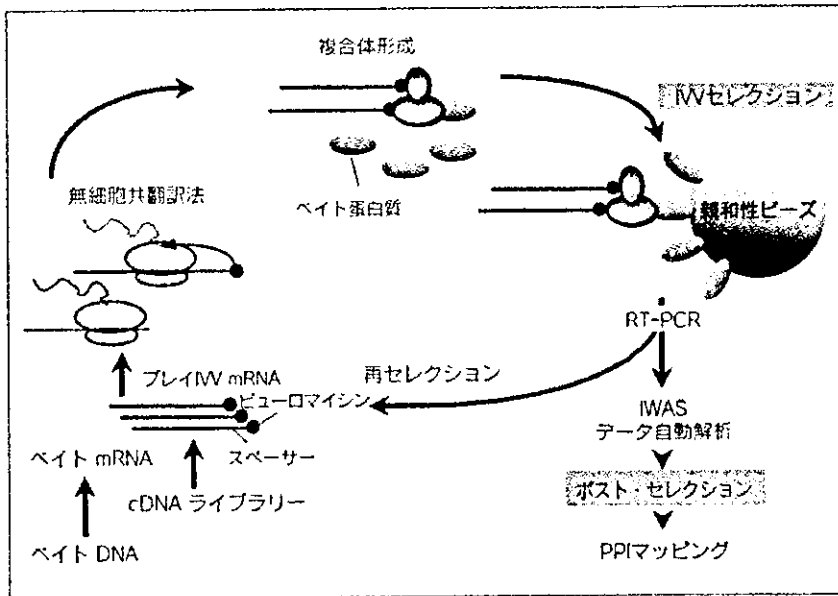 複合体形成
IVVセレクション
ベイト蛋白質
無細胞共翻訳法
親和性ビーズ
RT-PCR
プレイIVV mRNA
再セレクション
ピューロマイシン
IWAS
データ自動解析
ベイト mRNA
スペーサー
cDNA ライブラリー
ポスト・セレクション
ベイト DNA
PPIマッピング